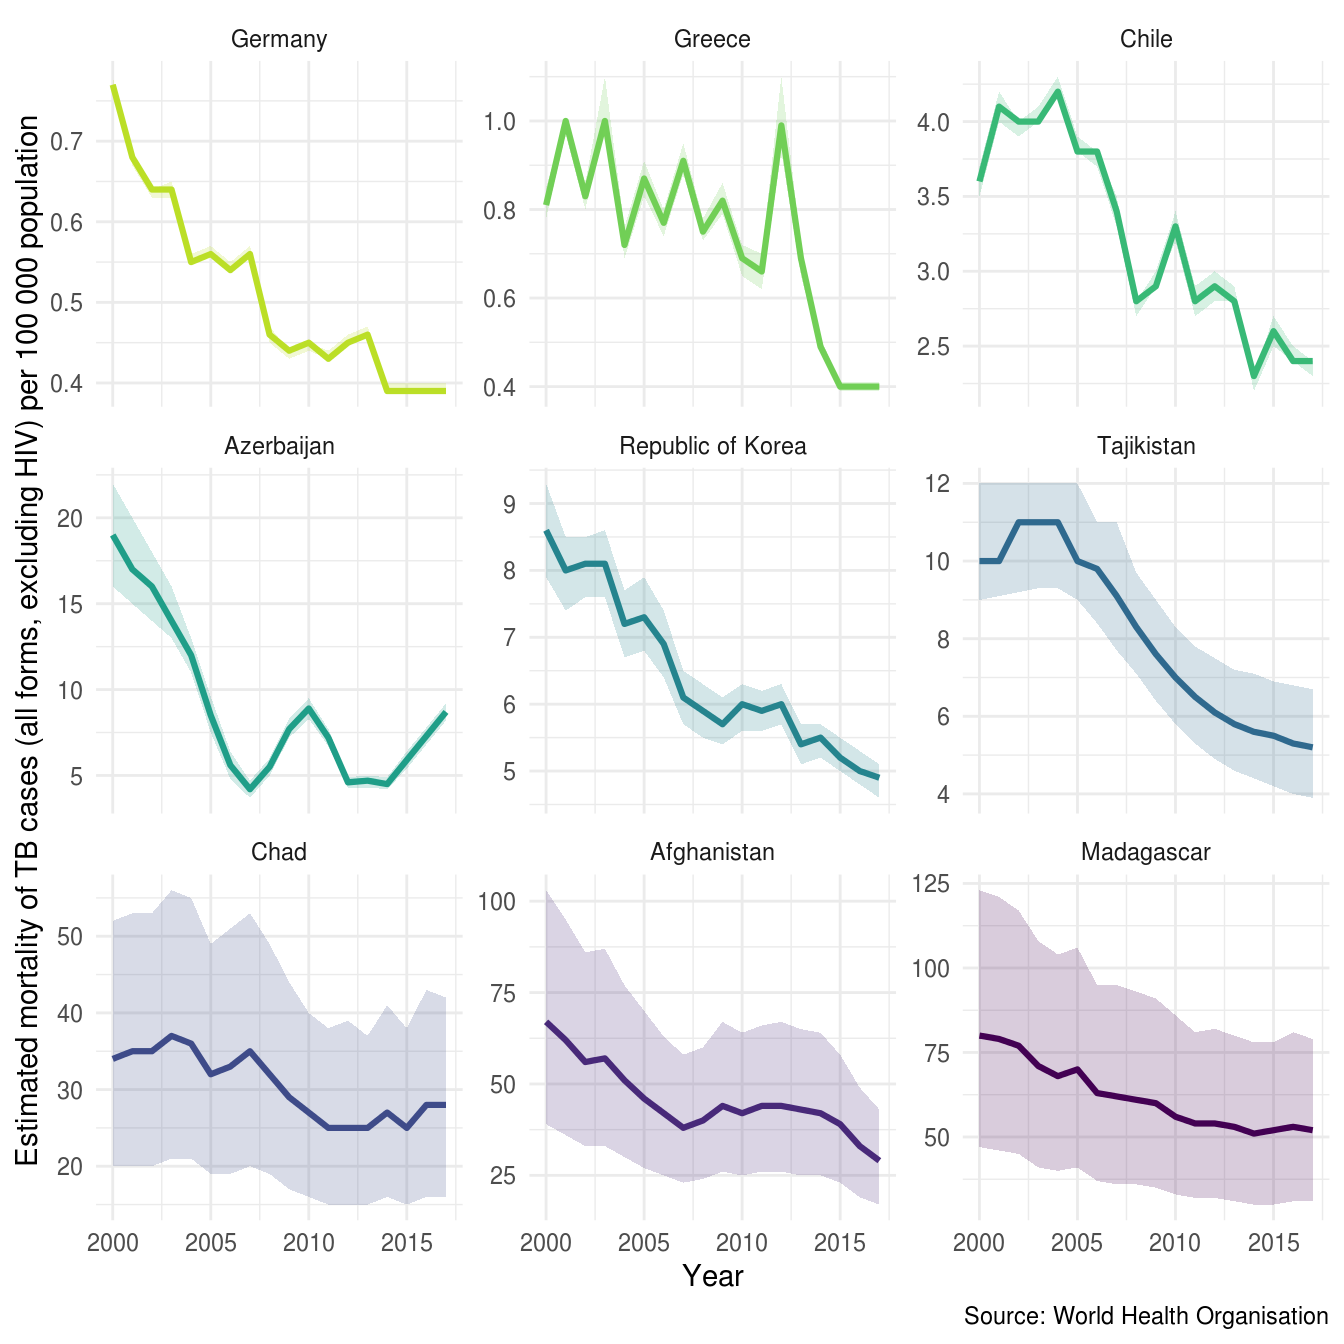 Germany
Greece
Chile
0.7
0.6
0.5
0.4
1.0
0.8
0.6
0.4
4.0
3.5
3.0
2.5
Estimated mortality of TB cases (all forms, excluding HIV) per 100 000 population
Azerbaijan
Republic of Korea
Tajikistan
20
15
10
5
9
8
7
6
5
12
10
8
6
4
Chad
Afghanistan
Madagascar
50
40
30
20
100
75
50
25
125
100
75
50
2000 2005 2010 2015
2000 2005 2010 2015
2000 2005 2010 2015
Year
Source: World Health Organisation